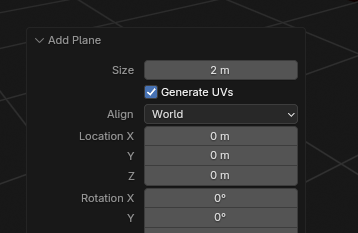 Add Plane
Size 2 m
Generate UVs
Align World
Location X 0 m
Y 0 m
Z 0 m
Rotation X 0°
Y 0°